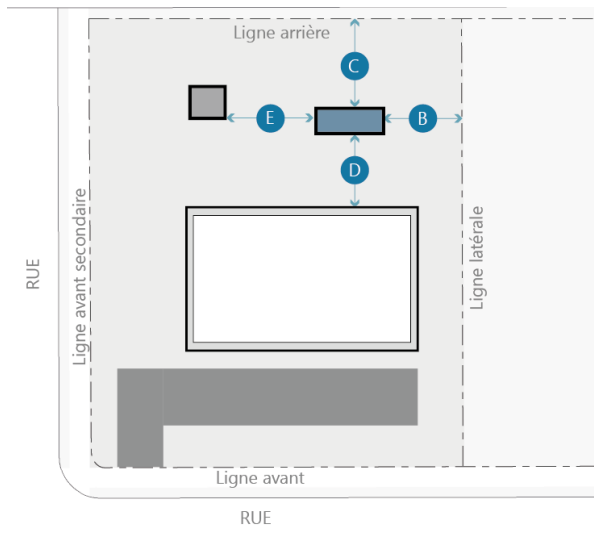 Ligne arrière
C
E
B
D
Ligne avant secondaire
Ligne latérale
RUE
Ligne avant
RUE